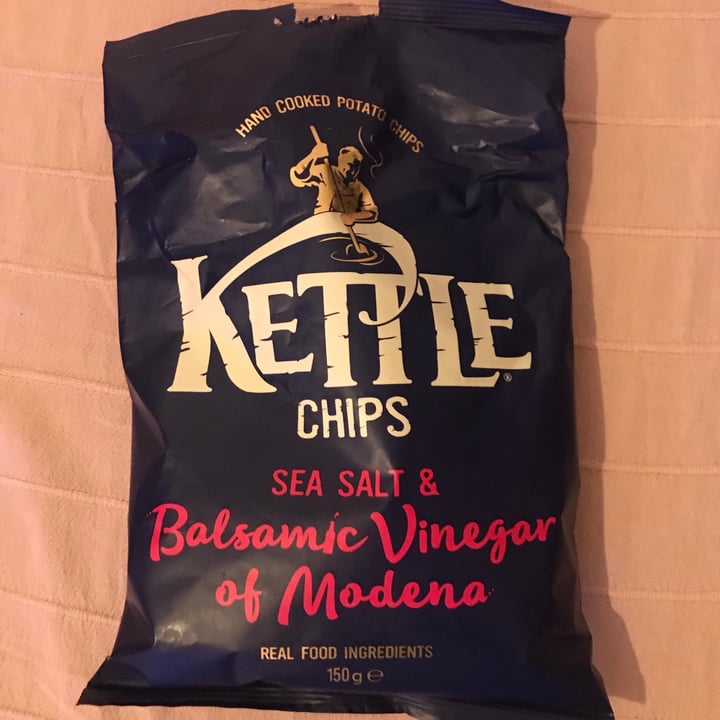 HAND COOKED POTATO CHIPS
KETTLE
®
CHIPS
SEA SALT &
Balsamic Vinegar
of Modena
REAL FOOD INGREDIENTS
150g ℮